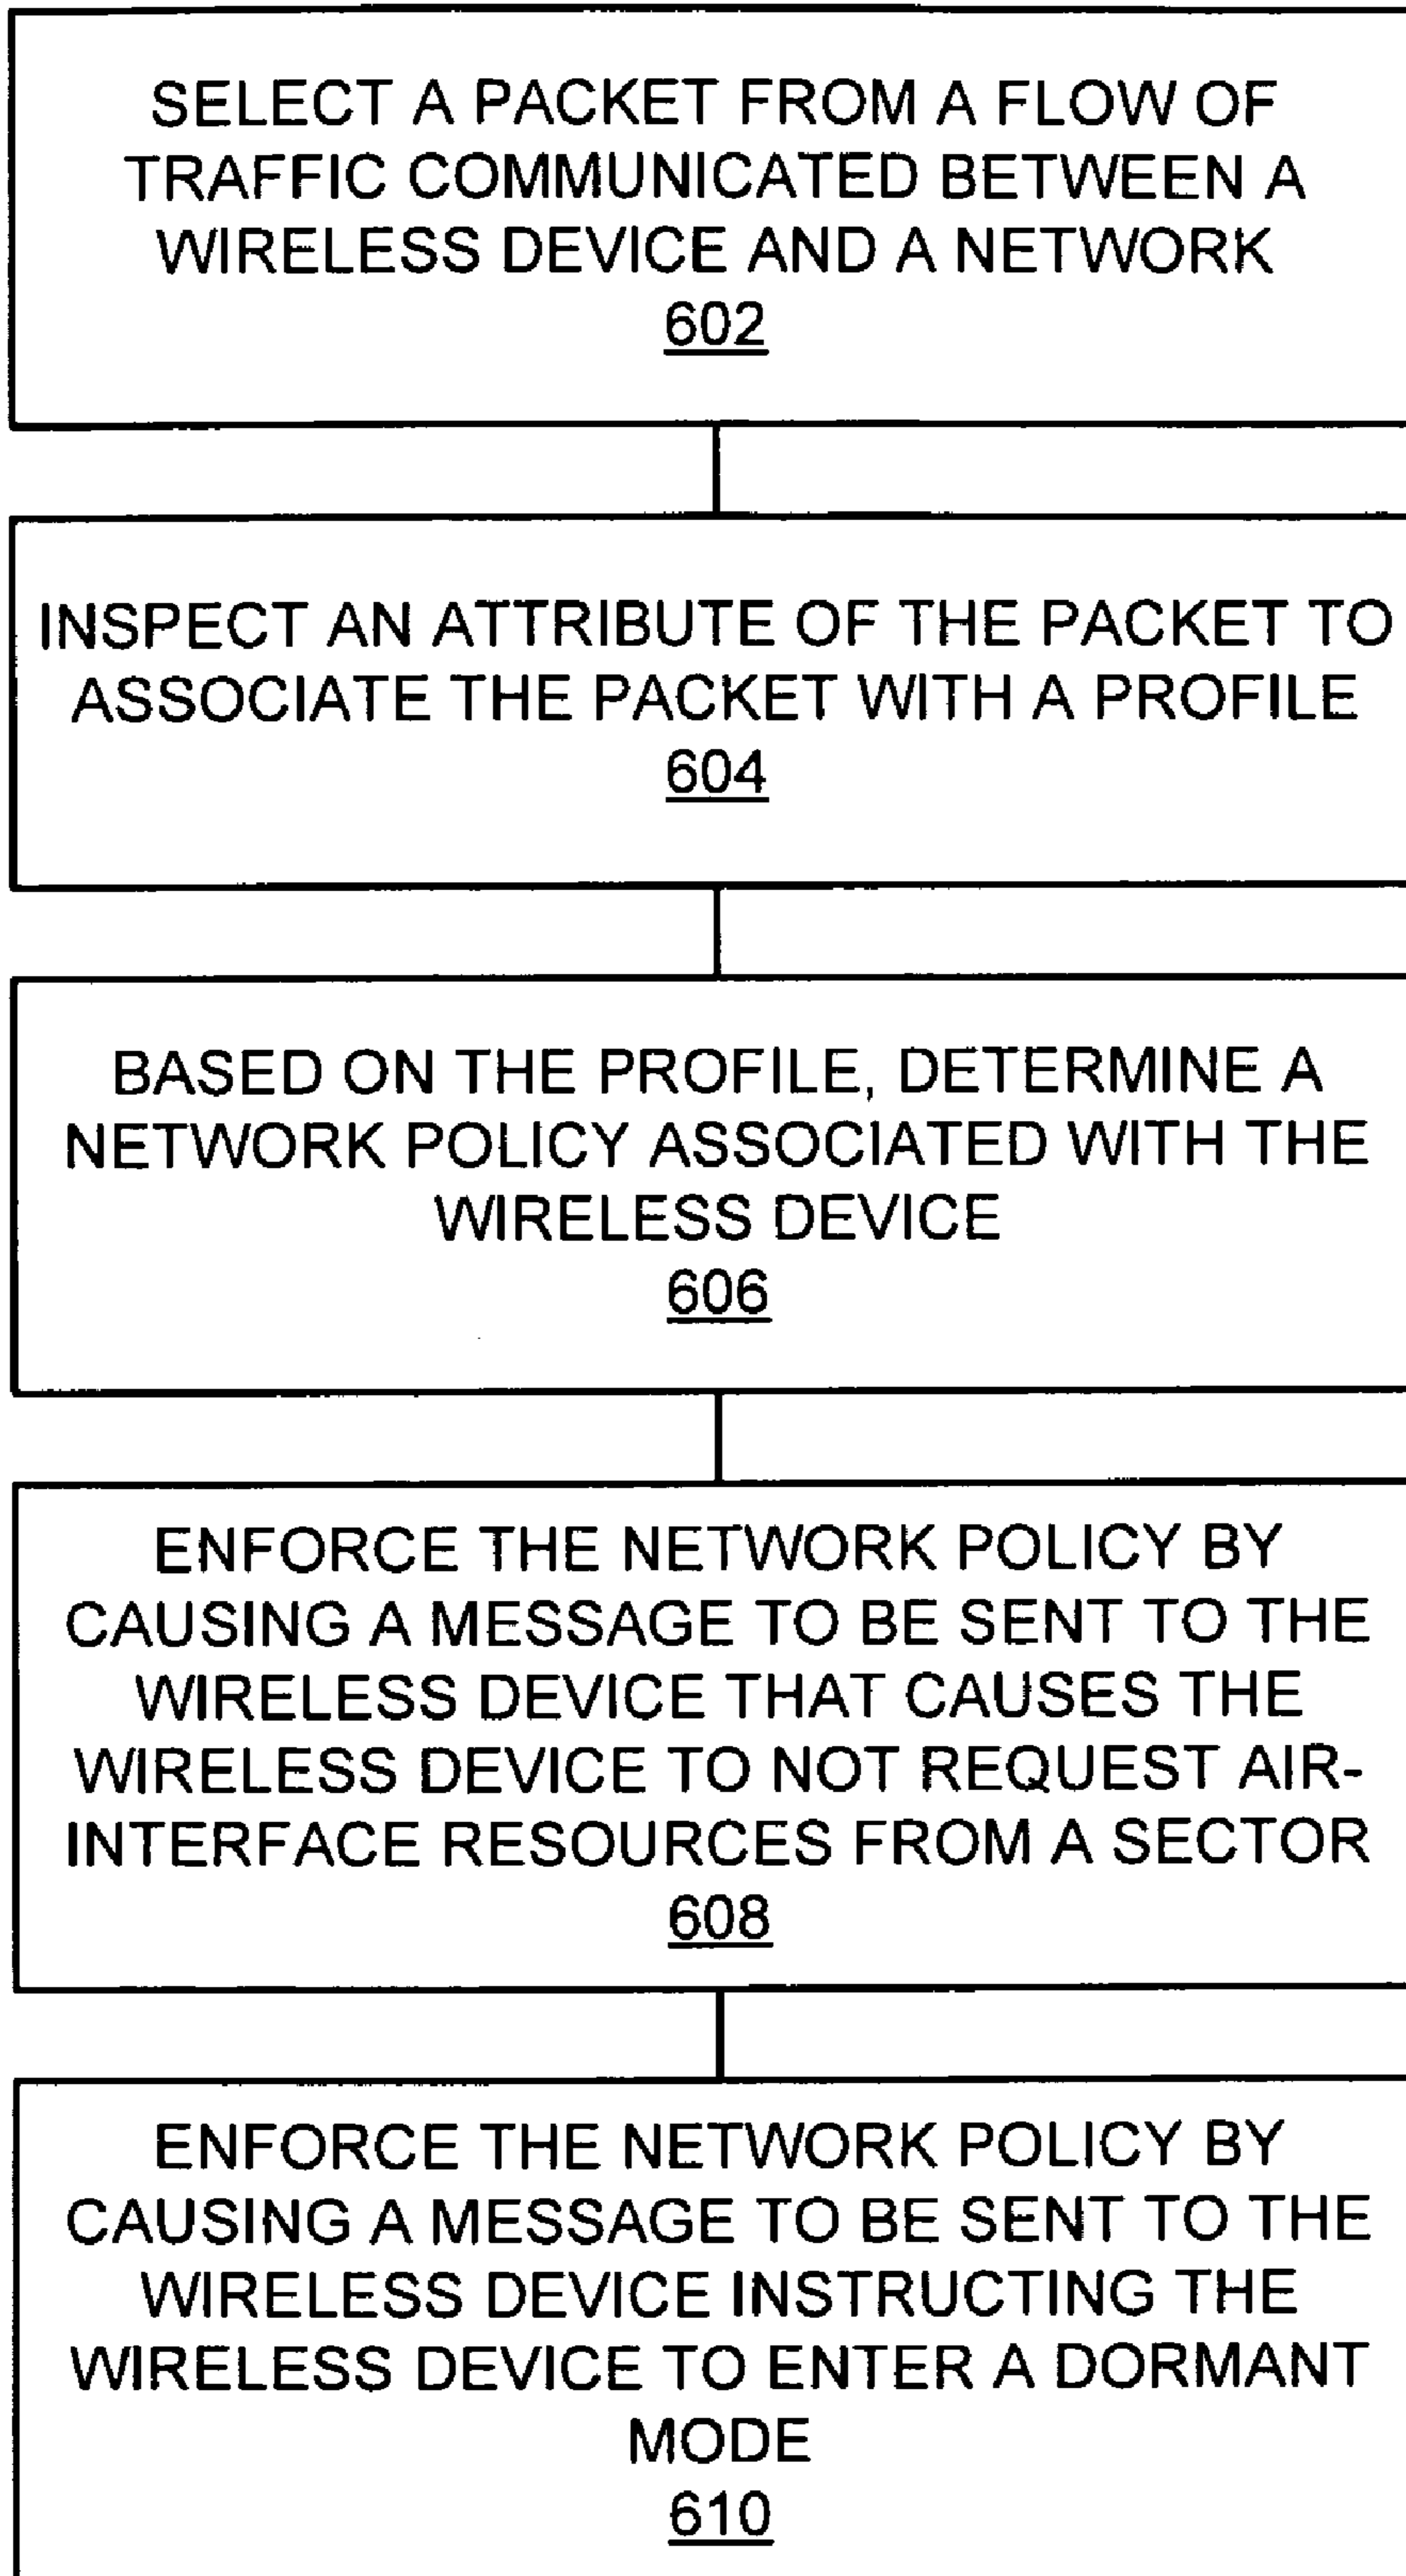 SELECT A PACKET FROM A FLOW OF
TRAFFIC COMMUNICATED BETWEEN A
WIRELESS DEVICE AND A NETWORK
602
INSPECT AN ATTRIBUTE OF THE PACKET TO
ASSOCIATE THE PACKET WITH A PROFILE
604
BASED ON THE PROFILE, DETERMINE A
NETWORK POLICY ASSOCIATED WITH THE
WIRELESS DEVICE
606
ENFORCE THE NETWORK POLICY BY
CAUSING A MESSAGE TO BE SENT TO THE
WIRELESS DEVICE THAT CAUSES THE
WIRELESS DEVICE TO NOT REQUEST AIR-
INTERFACE RESOURCES FROM A SECTOR
608
ENFORCE THE NETWORK POLICY BY
CAUSING A MESSAGE TO BE SENT TO THE
WIRELESS DEVICE INSTRUCTING THE
WIRELESS DEVICE TO ENTER A DORMANT
MODE
610